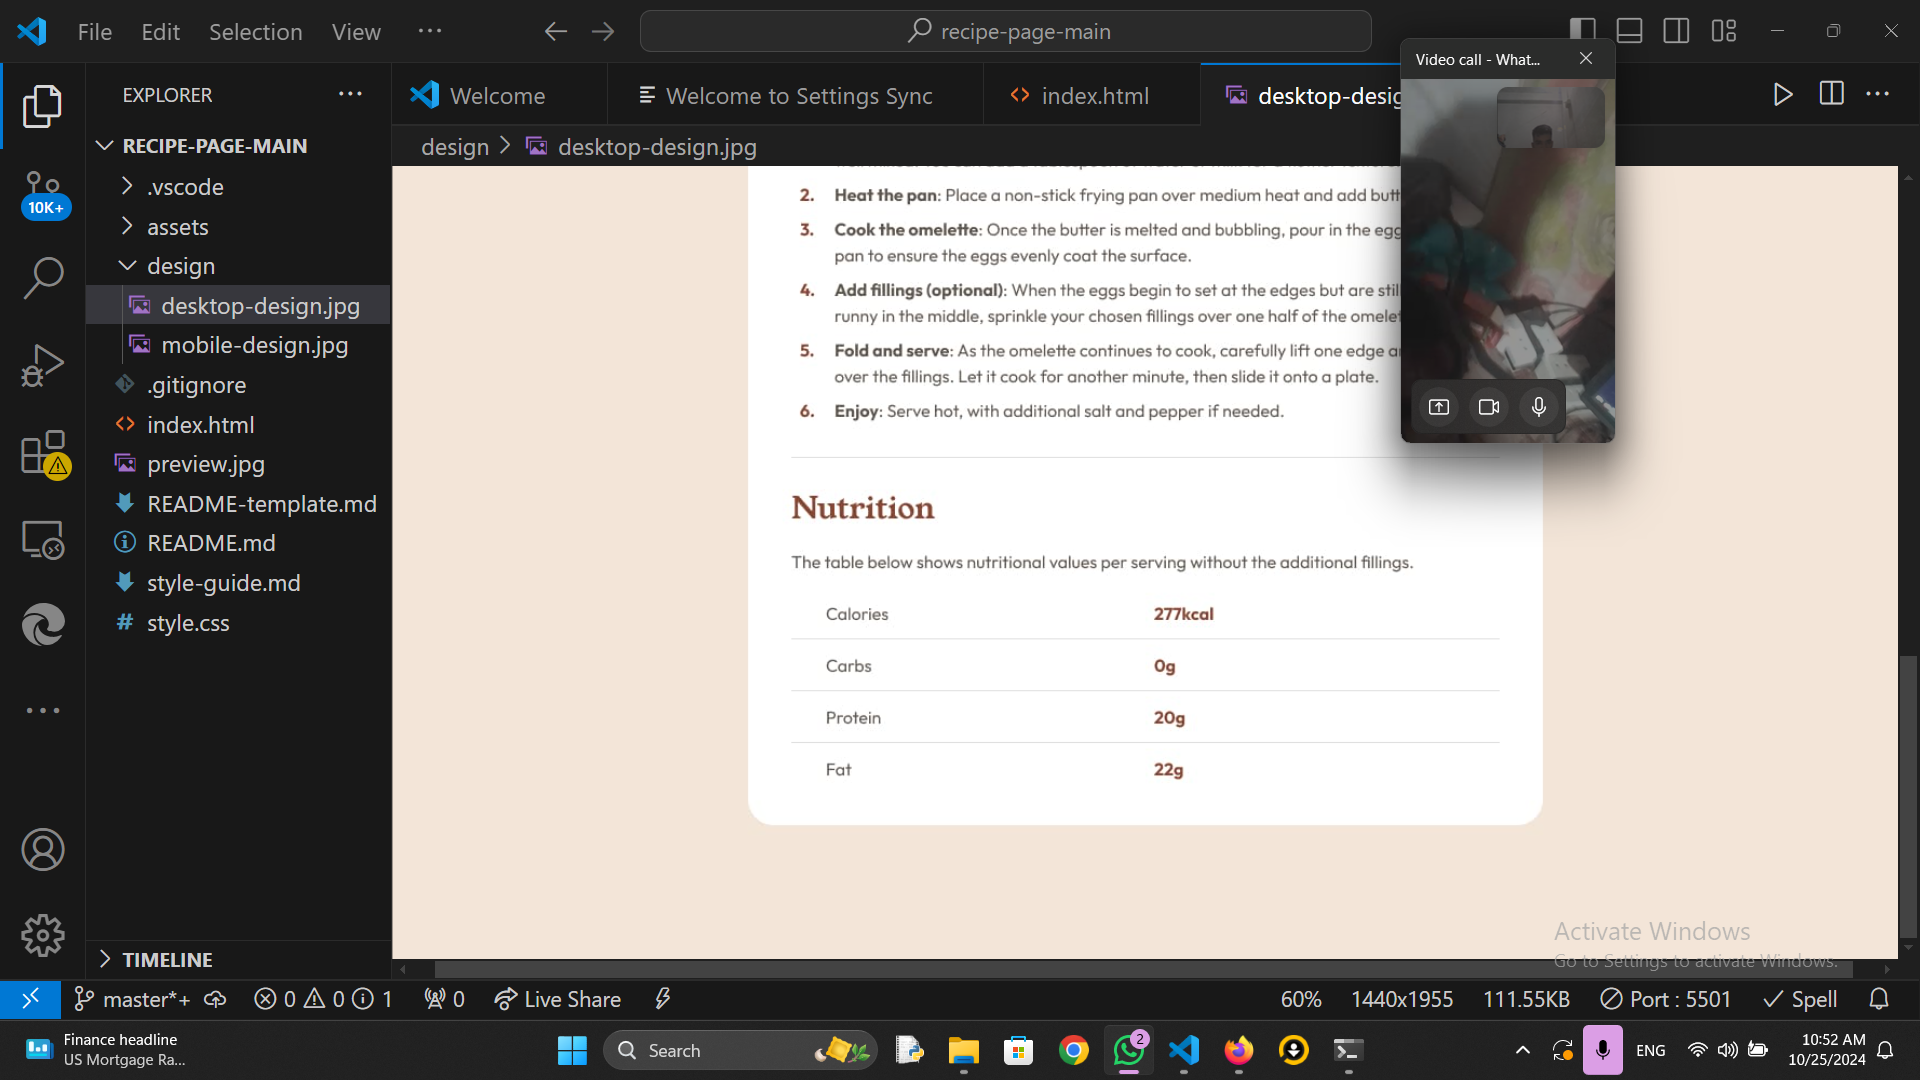 File Edit Selection View
recipe-page-main
Video call - What...
EXPLORER
RECIPE-PAGE-MAIN
.vscode
assets
design
desktop-design.jpg
mobile-design.jpg
.gitignore
index.html
preview.jpg
README-template.md
README.md
style-guide.md
style.css
TIMELINE
10K+
Welcome
Welcome to Settings Sync
index.html
desktop-desig
design
desktop-design.jpg
2. Heat the pan: Place a non-stick frying pan over medium heat and add butt
3. Cook the omelette: Once the butter is melted and bubbling, pour in the egg
pan to ensure the eggs evenly coat the surface.
4. Add fillings (optional): When the eggs begin to set at the edges but are stil
runny in the middle, sprinkle your chosen fillings over one half of the omelet
5. Fold and serve: As the omelette continues to cook, carefully lift one edge a
over the fillings. Let it cook for another minute, then slide it onto a plate.
6. Enjoy: Serve hot, with additional salt and pepper if needed.
Nutrition
The table below shows nutritional values per serving without the additional fillings.
Calories 277kcal
Carbs 0g
Protein 20g
Fat 22g
Activate Windows
Go to Settings to activate Windows.
master*+ 0 0 1 0 Live Share 60% 1440x1955 111.55KB Port : 5501 Spell
Finance headline
US Mortgage Ra...
Search
2
ENG
10:52 AM
10/25/2024